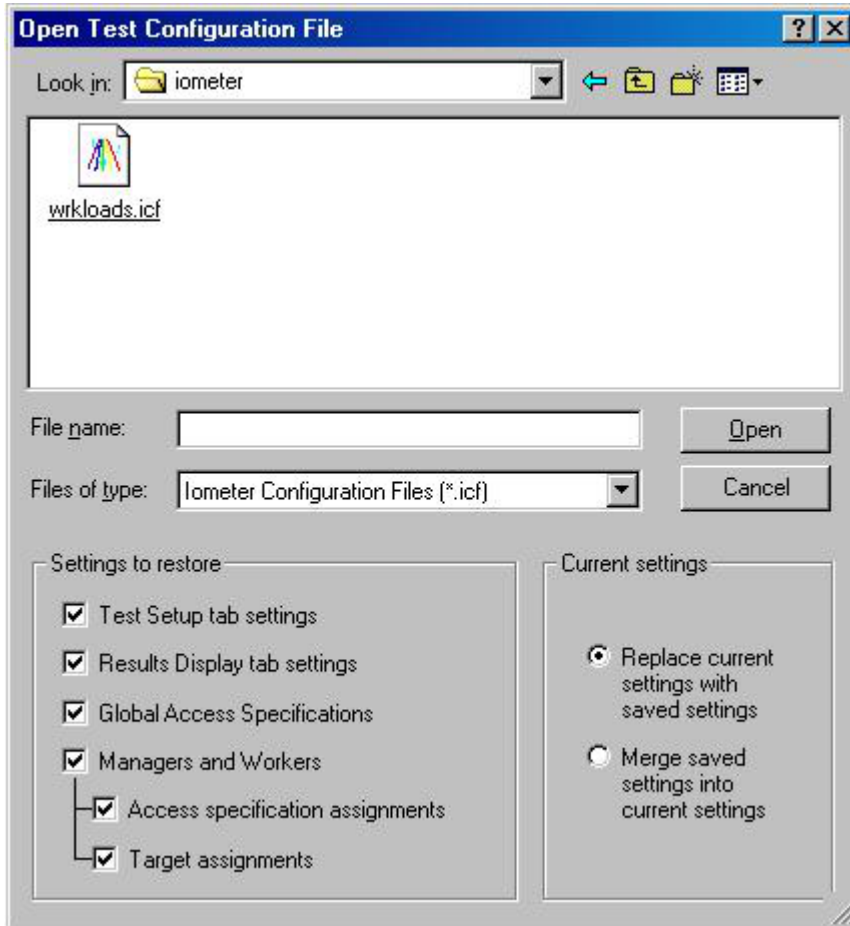 Open Test Configuration File
Look in: iometer
wrkloads.icf
File name:
Open
Files of type: Iometer Configuration Files (*.icf)
Cancel
Settings to restore
Test Setup tab settings
Results Display tab settings
Global Access Specifications
Managers and Workers
Access specification assignments
Target assignments
Current settings
Replace current
settings with
saved settings
Merge saved
settings into
current settings